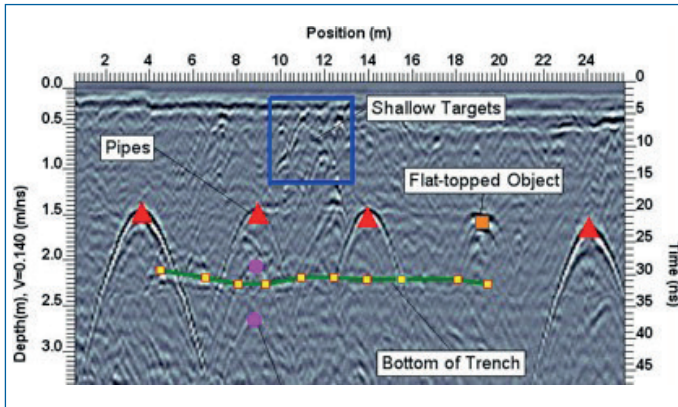 Position (m)
2 4 6 8 10 12 14 16 18 20 22 24
0.0
0.5
1.0
1.5
2.0
2.5
3.0
Depth(m), V=0.140 (m/ns)
0
5
10
15
20
25
30
35
40
45
Time (ns)
Shallow Targets
Pipes
Flat-topped Object
Bottom of Trench